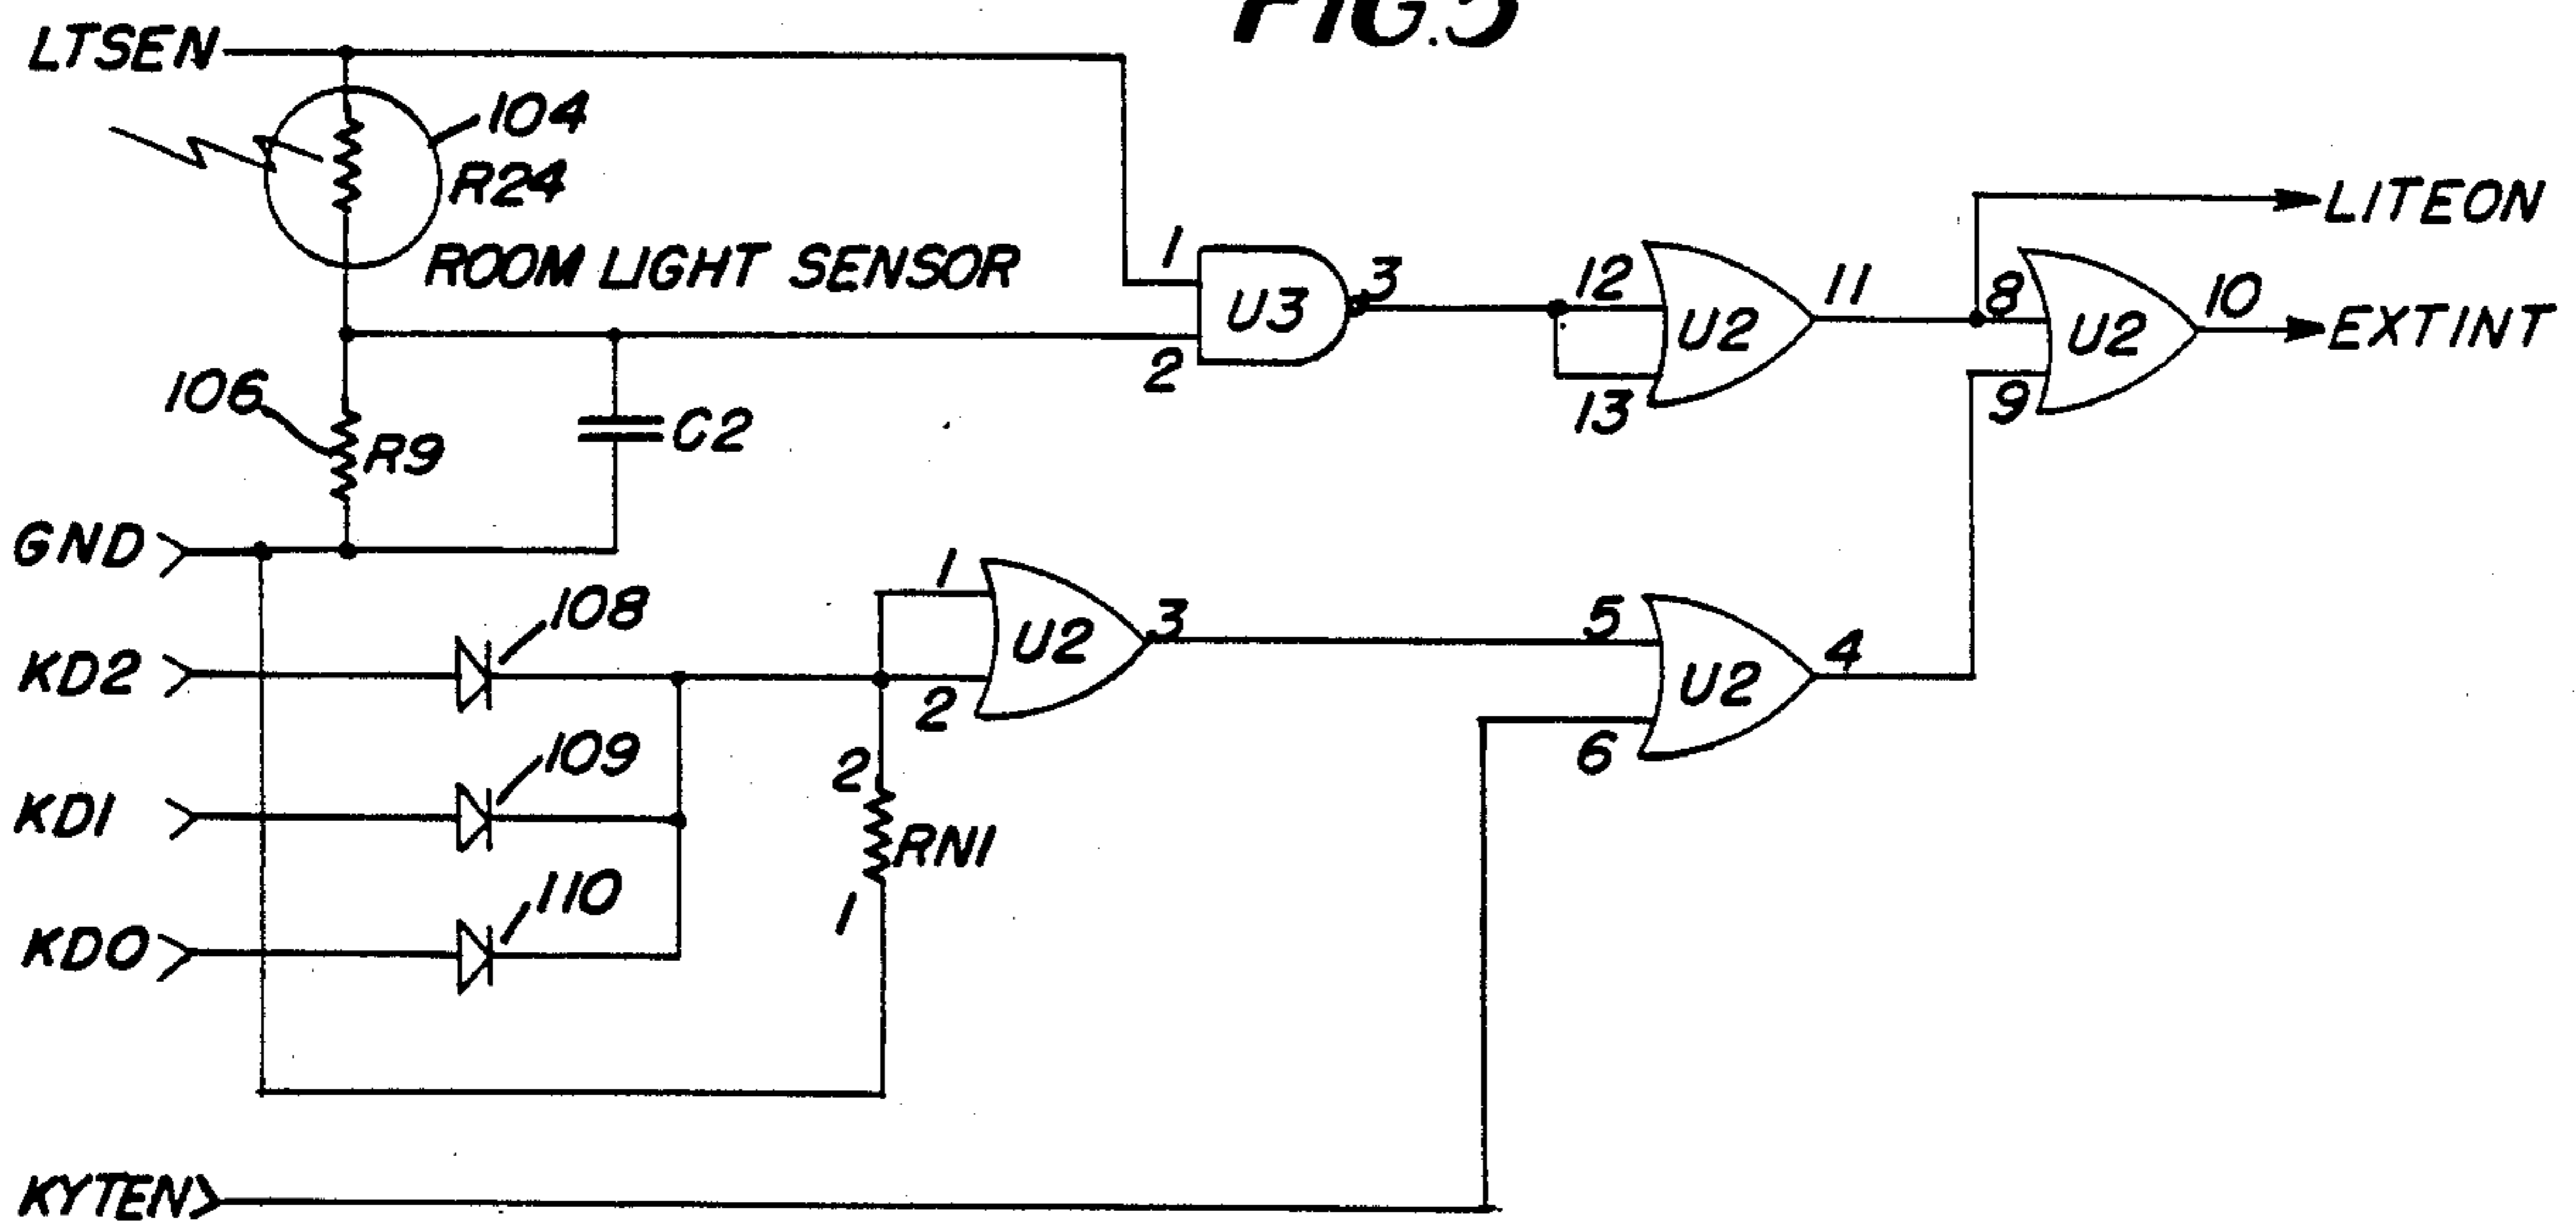 FIG.5
LTSEN
104
R24
ROOM LIGHT SENSOR
1
2
U3
3
12
13
U2
11
LITEON
8
9
U2
10
EXTINT
106
R9
C2
GND
KD2
108
1
2
U2
3
5
6
U2
4
KD1
109
2
RN1
1
KD0
110
KYTEN